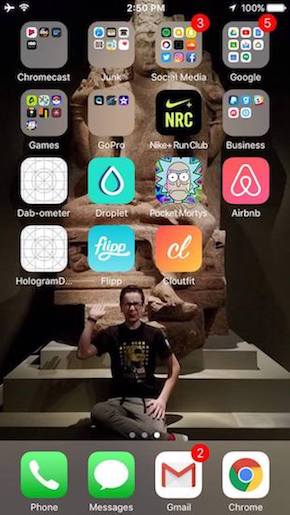 2:50 PM 100%
3 5
Chromecast Junk Social Media Google
NRC
Games GoPro Nike+ Run Club Business
Dab-ometer Droplet PocketMortys Airbnb
Flipp cl
HologramD... Flipp Cloutfit
2
Phone Messages Gmail Chrome